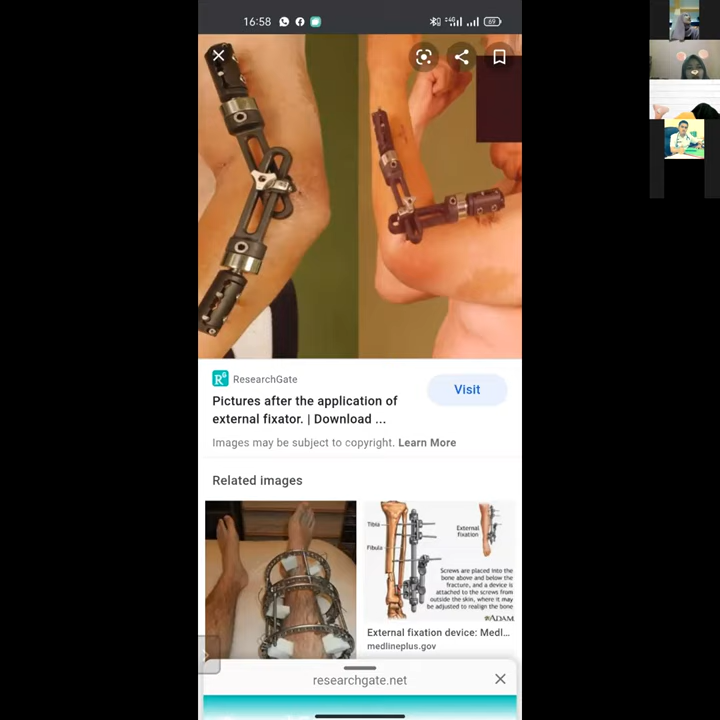 16:58
69
ResearchGate
Pictures after the application of
external fixator. | Download ...
Visit
Images may be subject to copyright. Learn More
Related images
Tibia
Fibula
External
fixation
Screws are placed into the
bone above and below the
fracture, and a device is
attached to the screws from
outside the skin, where it may
be adjusted to realign the bone
ADAM
External fixation device: Medl...
medlineplus.gov
researchgate.net